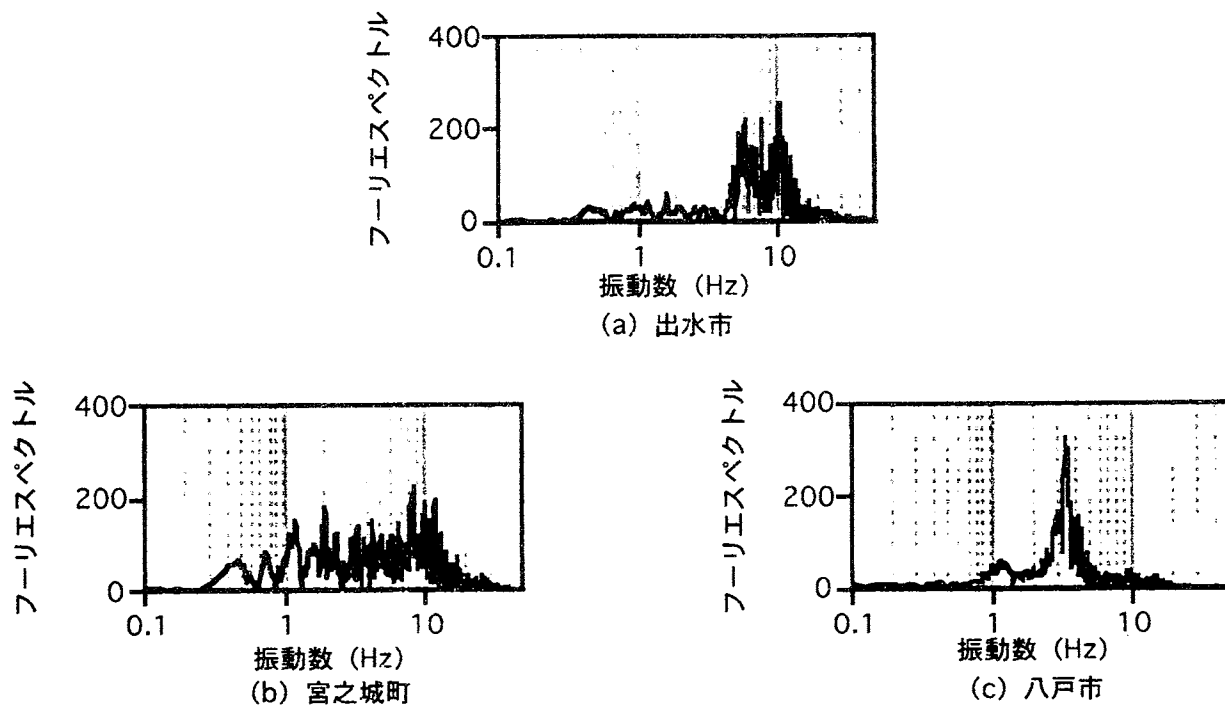 フーリエスペクトル
400
200
0
0.1 1 10
振動数（Hz）
(a) 出水市
フーリエスペクトル
400
200
0
0.1 1 10
振動数（Hz）
(b) 宮之城町
フーリエスペクトル
400
200
0
0.1 1 10
振動数（Hz）
(c) 八戸市